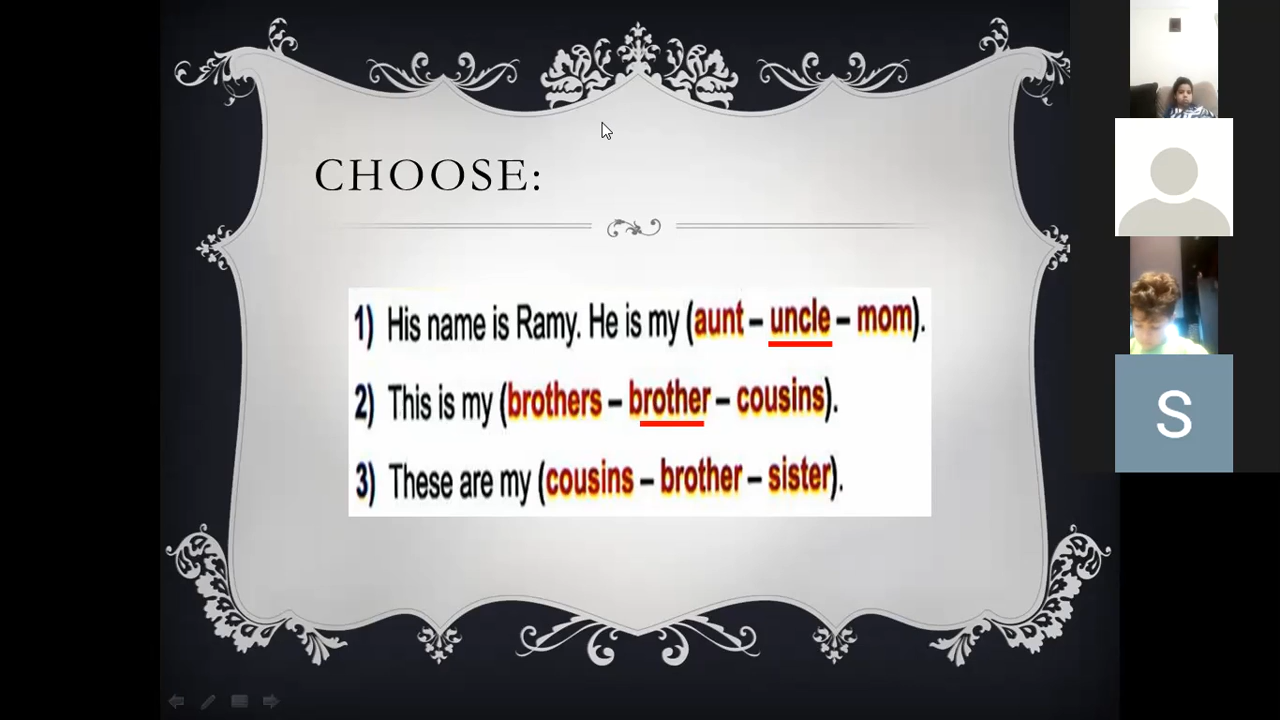 CHOOSE:
1) His name is Ramy. He is my (aunt – uncle – mom).
2) This is my (brothers – brother – cousins).
3) These are my (cousins – brother – sister).
S